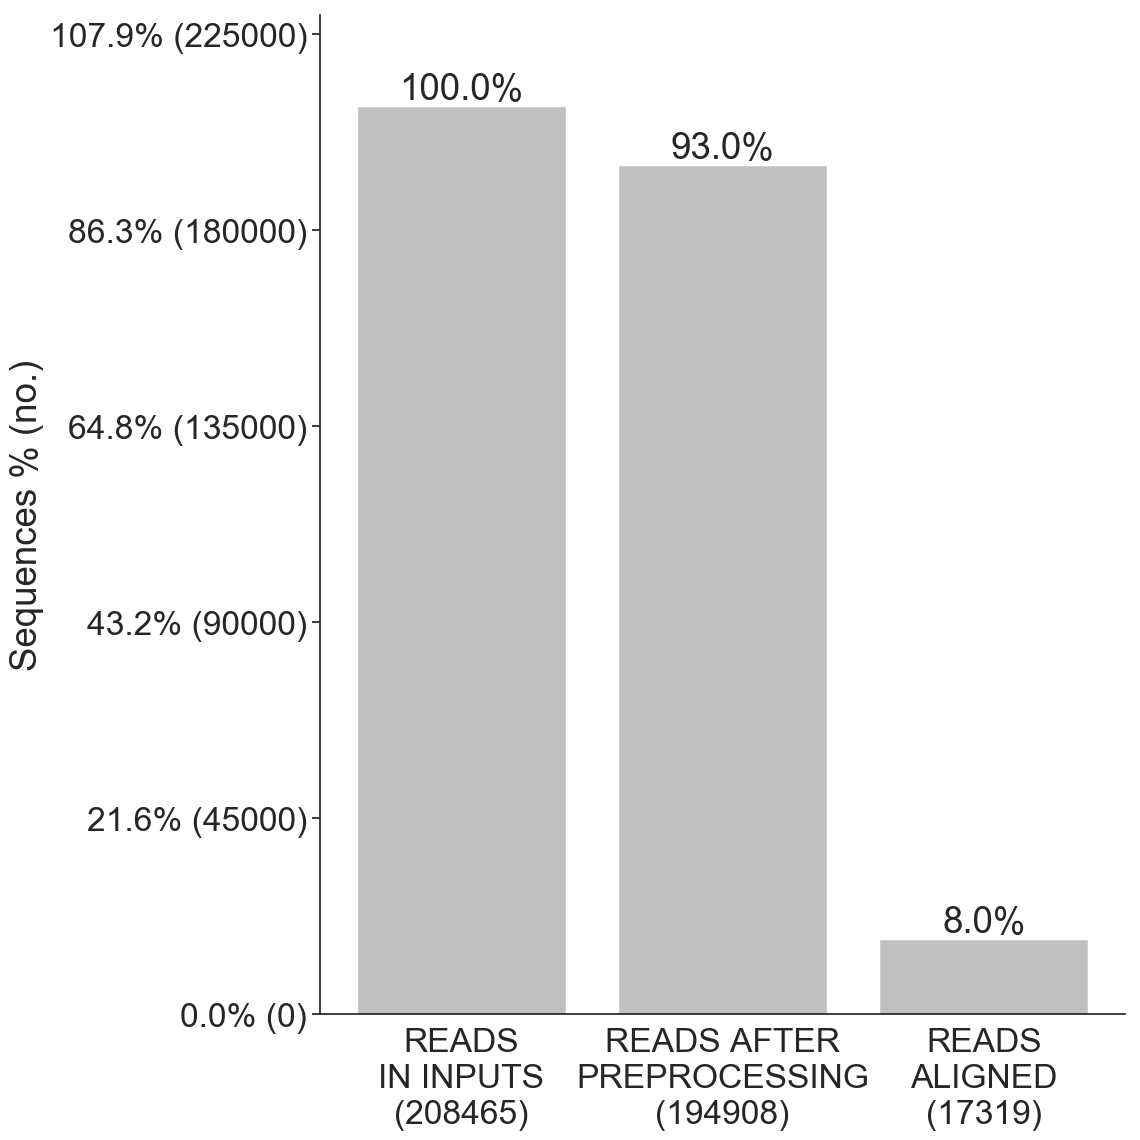 107.9% (225000)
86.3% (180000)
64.8% (135000)
43.2% (90000)
21.6% (45000)
0.0% (0)
Sequences % (no.)
100.0%
93.0%
8.0%
READS
IN INPUTS
(208465)
READS AFTER
PREPROCESSING
(194908)
READS
ALIGNED
(17319)